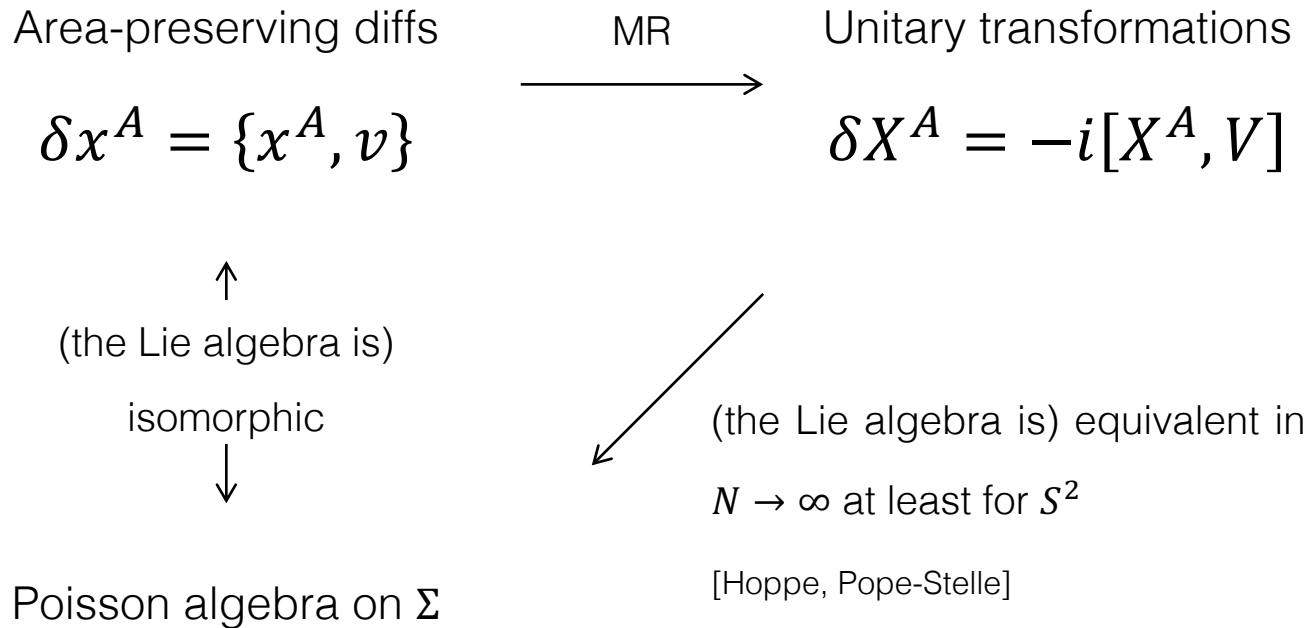 Area-preserving diffs
MR
Unitary transformations
δx^A = {x^A, v}
δX^A = −i[X^A, V]
(the Lie algebra is)
isomorphic
(the Lie algebra is) equivalent in
N → ∞ at least for S^2
[Hoppe, Pope-Stelle]
Poisson algebra on Σ